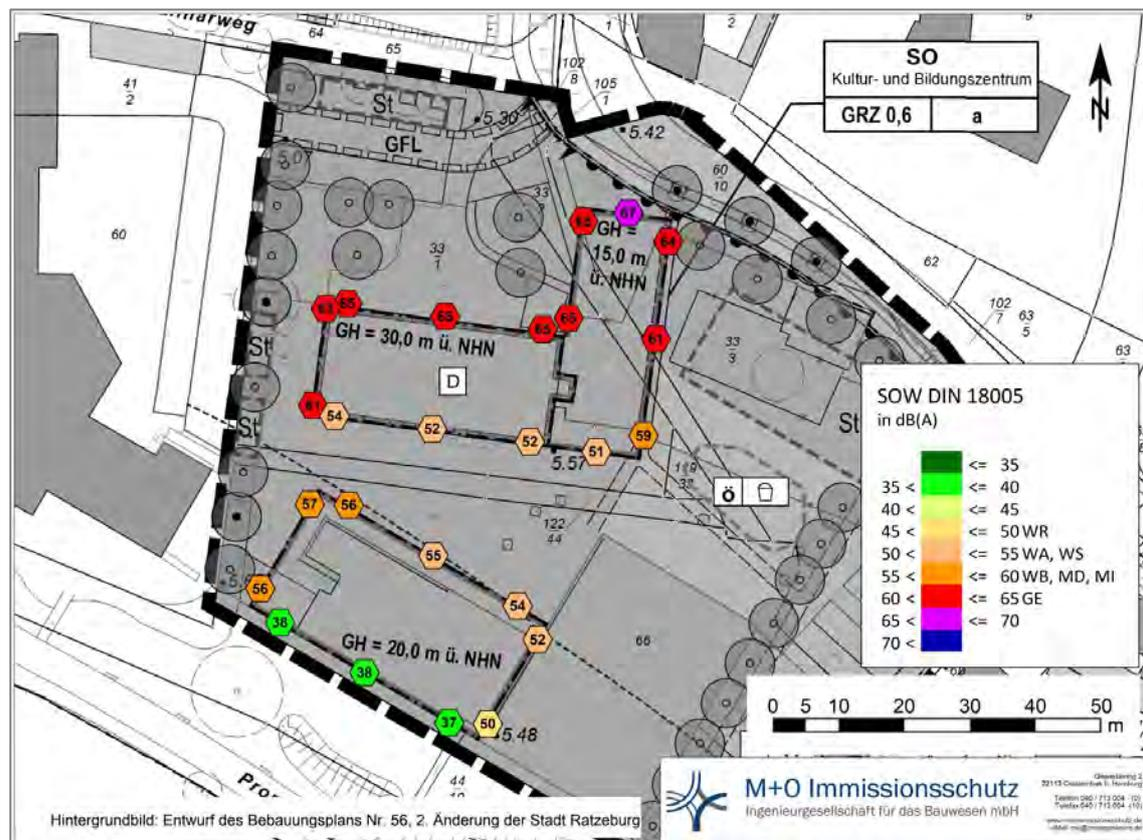 64
65
41
2
102
8
105
1
1
2
SO
Kultur- und Bildungszentrum
GRZ 0,6
a
N
St
5.30
GFL
5.42
60
10
33
67
64
GH =
15,0 m
ü. NHN
60
33
1
62
102
7
63
5
63
63
65
65
65
65
61
GH = 30,0 m ü. NHN
D
33
3
St
St
St
61
54
52
52
51
59
5.57
ö
122
44
57
56
55
54
52
56
38
38
37
50
GH = 20,0 m ü. NHN
66
5.48
44
SOW DIN 18005
in dB(A)
<= 35
35 < <= 40
40 < <= 45
45 < <= 50 WR
50 < <= 55 WA, WS
55 < <= 60 WB, MD, MI
60 < <= 65 GE
65 < <= 70
70 <
0 5 10 20 30 40 50
m
M+O Immissionsschutz
Ingenieurgesellschaft für das Bauwesen mbH
Hintergrundbild: Entwurf des Bebauungsplans Nr. 56, 2. Änderung der Stadt Ratzeburg